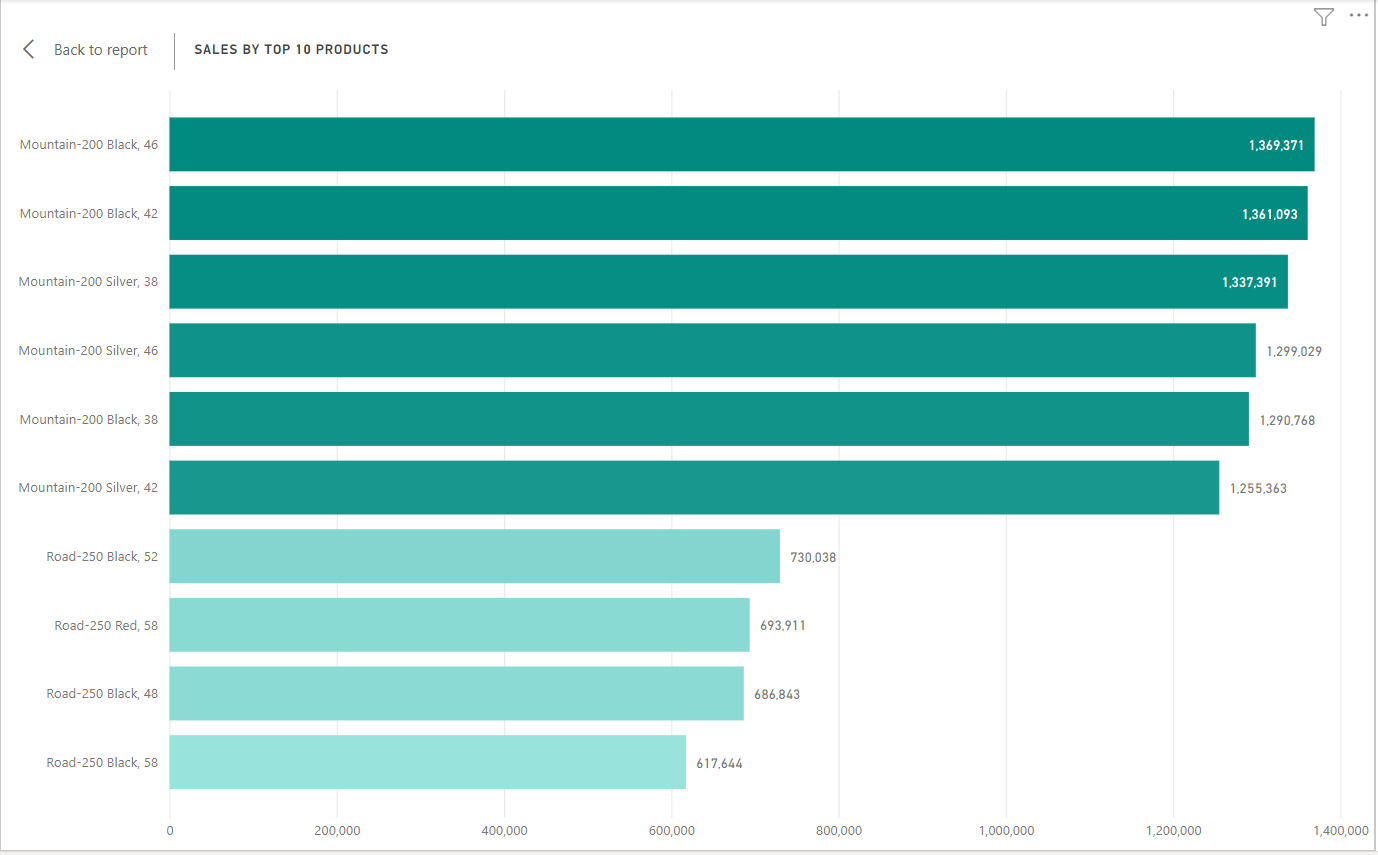 Back to report
SALES BY TOP 10 PRODUCTS
Mountain-200 Black, 46
1,369,371
Mountain-200 Black, 42
1,361,093
Mountain-200 Silver, 38
1,337,391
Mountain-200 Silver, 46
1,299,029
Mountain-200 Black, 38
1,290,768
Mountain-200 Silver, 42
1,255,363
Road-250 Black, 52
730,038
Road-250 Red, 58
693,911
Road-250 Black, 48
686,843
Road-250 Black, 58
617,644
0 200,000 400,000 600,000 800,000 1,000,000 1,200,000 1,400,000